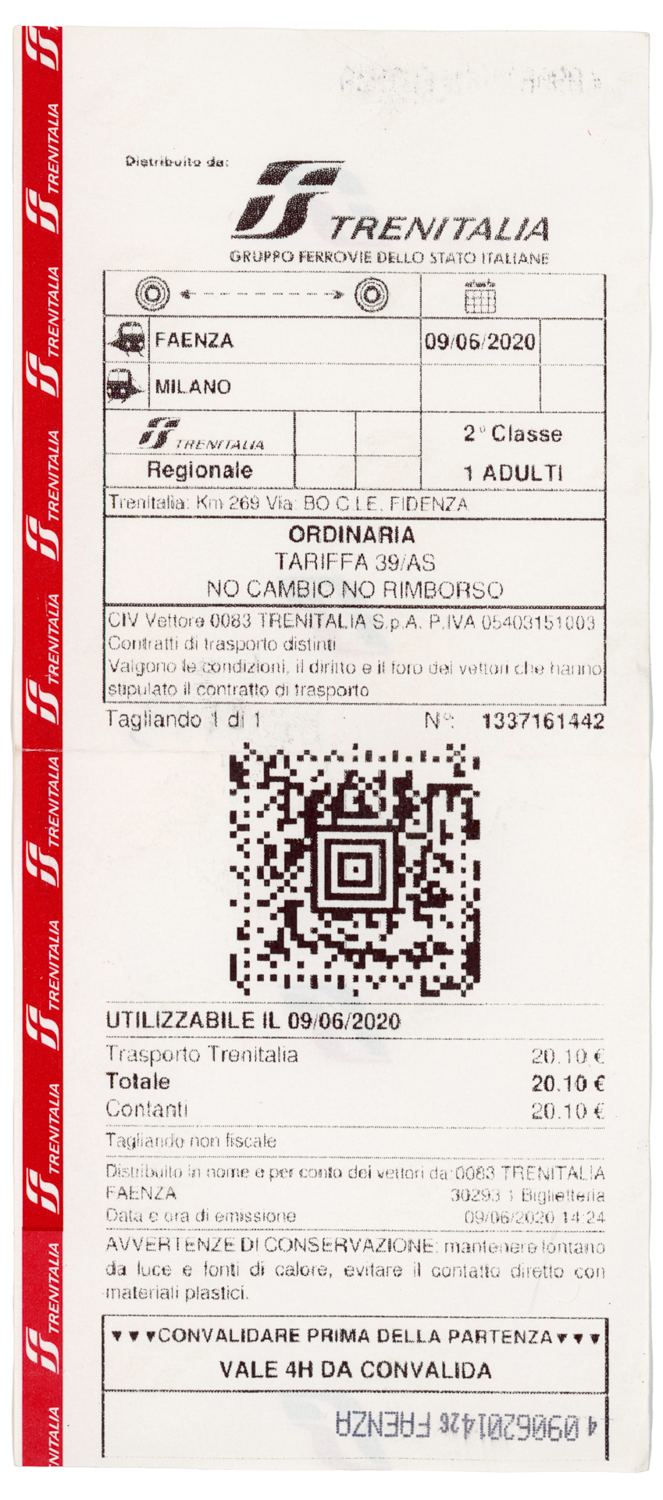 Distribuito da:
TRENITALIA
GRUPPO FERROVIE DELLO STATO ITALIANE
FAENZA 09/06/2020
MILANO
TRENITALIA 2° Classe
Regionale 1 ADULTI
Trenitalia: Km 269 Via: BO C.LE, FIDENZA
ORDINARIA
TARIFFA 39/AS
NO CAMBIO NO RIMBORSO
CIV Vettore 0083 TRENITALIA S.p.A. P.IVA 05403151003
Contratti di trasporto distinti
Valgono le condizioni, il diritto e il foro dei vettori che hanno
stipulato il contratto di trasporto
Tagliando 1 di 1 N°: 1337161442
UTILIZZABILE IL 09/06/2020
Trasporto Trenitalia 20.10 €
Totale 20.10 €
Contanti 20.10 €
Tagliando non fiscale
Distribuito in nome e per conto dei vettori da:0083 TRENITALIA
FAENZA 30293 1 Biglietteria
Data e ora di emissione 09/06/2020 14:24
AVVERTENZE DI CONSERVAZIONE: mantenere lontano
da luce e fonti di calore, evitare il contatto diretto con
materiali plastici.
▼▼▼CONVALIDARE PRIMA DELLA PARTENZA▼▼▼
VALE 4H DA CONVALIDA
4 0906201426 FAENZA
TRENITALIA
TRENITALIA
TRENITALIA
TRENITALIA
TRENITALIA
TRENITALIA
TRENITALIA
TRENITALIA
NITALIA